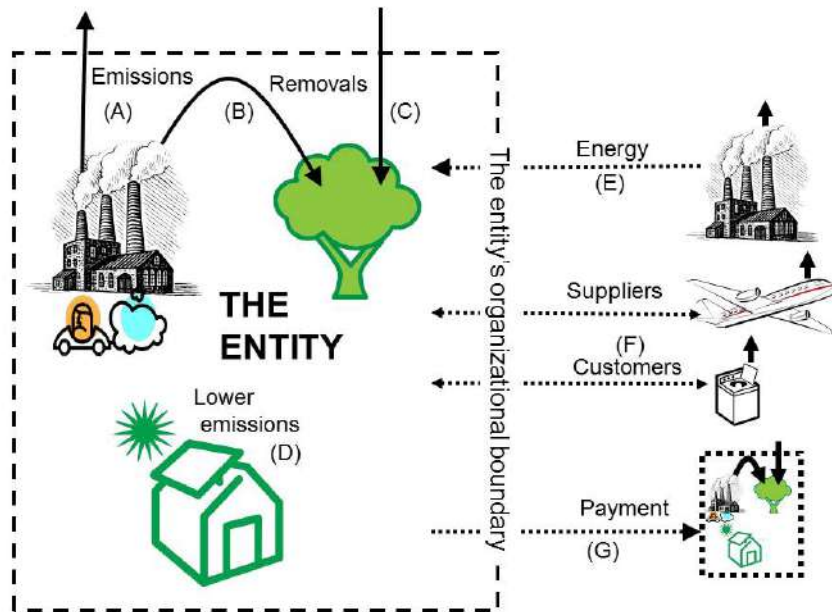 Emissions
(A)
(B)
Removals
(C)
THE
ENTITY
Lower
emissions
(D)
The entity's organizational boundary
Energy
(E)
Suppliers
(F)
Customers
Payment
(G)